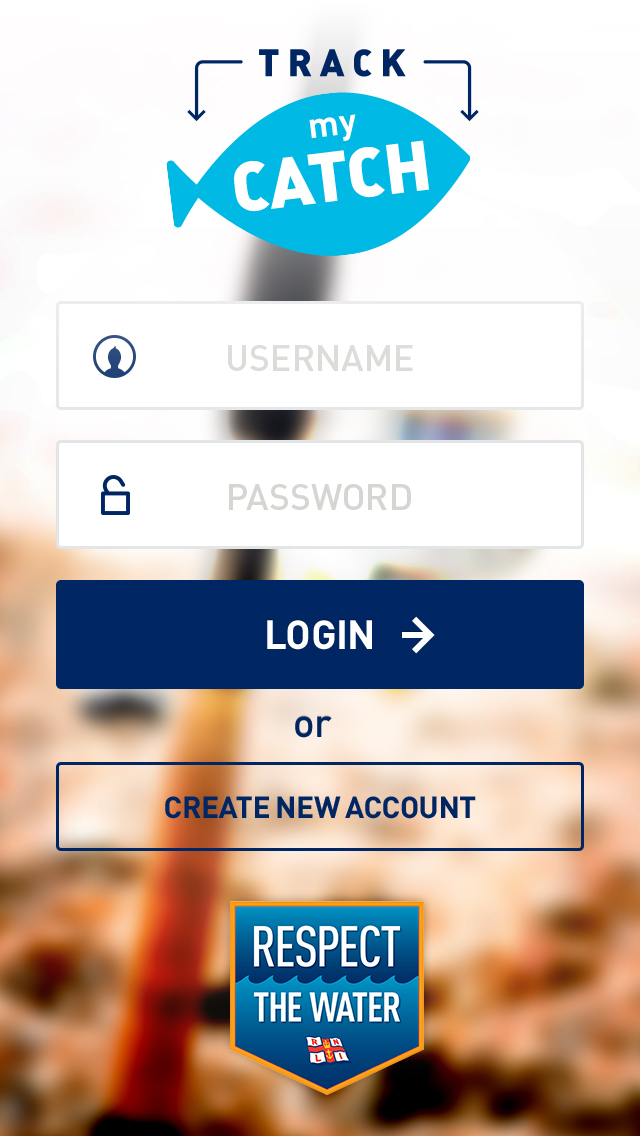 TRACK
my
CATCH
USERNAME
PASSWORD
LOGIN
or
CREATE NEW ACCOUNT
RESPECT
THE WATER
R N
L I